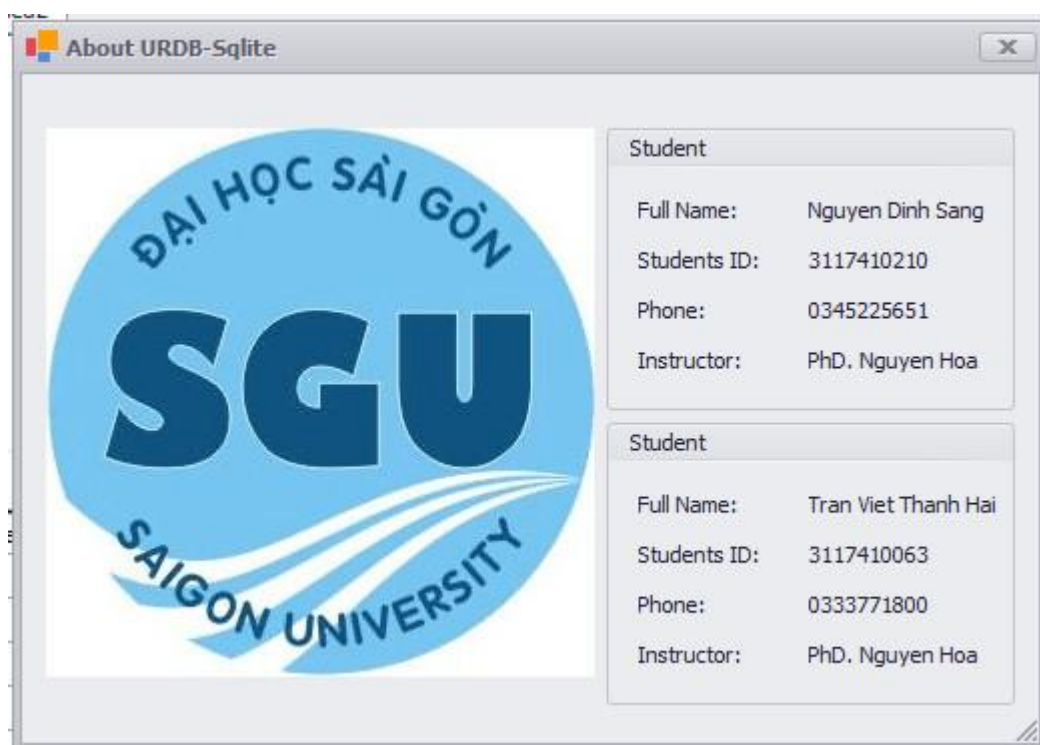 About URDB-Sqlite
ĐẠI HỌC SÀI GÒN
SGU
SAIGON UNIVERSITY
Student
Full Name: Nguyen Dinh Sang
Students ID: 3117410210
Phone: 0345225651
Instructor: PhD. Nguyen Hoa
Student
Full Name: Tran Viet Thanh Hai
Students ID: 3117410063
Phone: 0333771800
Instructor: PhD. Nguyen Hoa